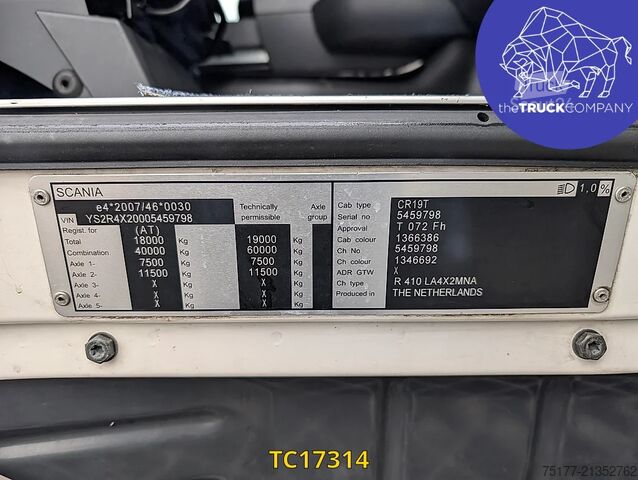 theTRUCKCOMPANY
SCANIA
1,0%
e4*2007/46*0030
VIN YS2R4X20005459798
Technically permissible
Axle group
Regist. for (AT)
Total 18000 Kg 19000 Kg
Combination 40000 Kg 60000 Kg
Axle 1- 7500 Kg 7500 Kg
Axle 2- 11500 Kg 11500 Kg
Axle 3- X Kg X Kg
Axle 4- X Kg X Kg
Axle 5- X Kg X Kg
Cab type CR19T
Serial no 5459798
Approval T 072 Fh
Cab colour 1366386
Ch No 5459798
Ch colour 1346692
ADR GTW X
Ch type R 410 LA4X2MNA
Produced in THE NETHERLANDS
TC17314
75177-21352762